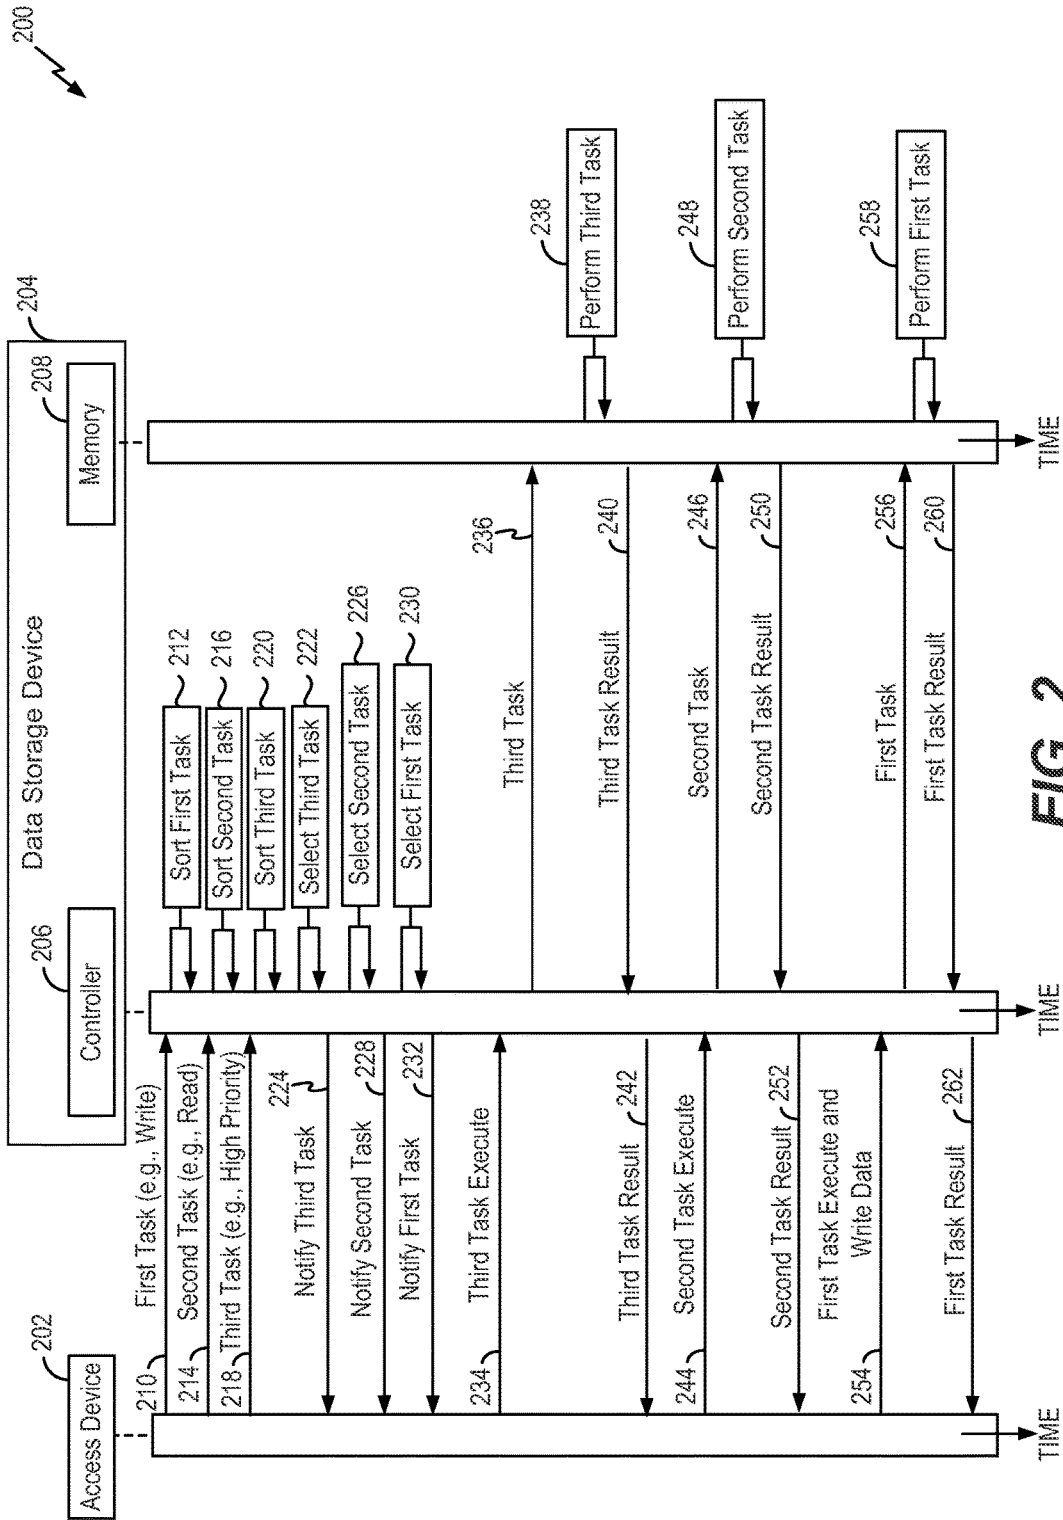 200
204
Data Storage Device
202
Access Device
206
Controller
208
Memory
210
First Task (e.g., Write)
Sort First Task
212
214
Second Task (e.g., Read)
Sort Second Task
216
218
Third Task (e.g., High Priority)
Sort Third Task
220
Select Third Task
222
Notify Third Task
224
Select Second Task
226
Notify Second Task
228
Select First Task
230
Notify First Task
232
234
Third Task Execute
Third Task
236
238
Perform Third Task
Third Task Result
240
Third Task Result
242
244
Second Task Execute
Second Task
246
248
Perform Second Task
Second Task Result
250
Second Task Result
252
254
First Task Execute and
Write Data
First Task
256
258
Perform First Task
First Task Result
260
First Task Result
262
TIME
TIME
TIME
FIG. 2